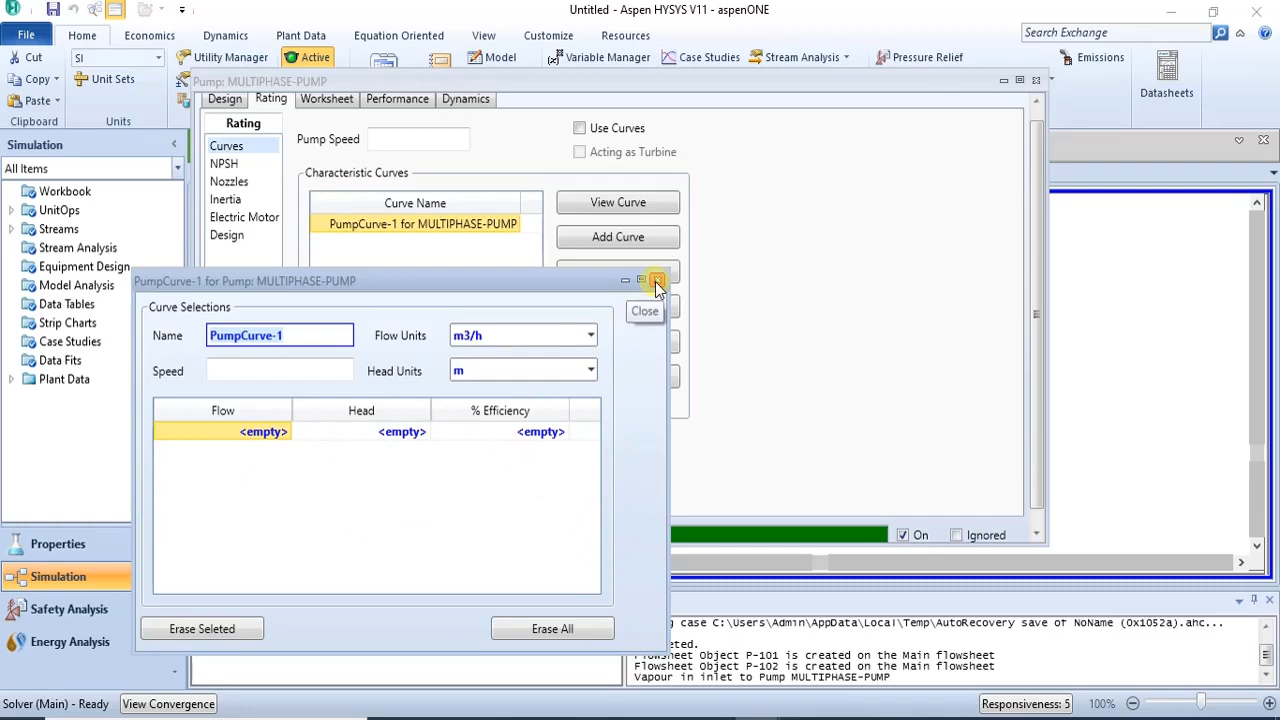 Untitled - Aspen HYSYS V11 - aspenONE
File
Home
Economics
Dynamics
Plant Data
Equation Oriented
View
Customize
Resources
Search Exchange
Cut
SI
Utility Manager
Active
Model
Variable Manager
Case Studies
Stream Analysis
Pressure Relief
Emissions
Copy
Unit Sets
Paste
Clipboard
Units
Datasheets
Pump: MULTIPHASE-PUMP
Design
Rating
Worksheet
Performance
Dynamics
Simulation
All Items
Workbook
UnitOps
Streams
Stream Analysis
Equipment Design
Model Analysis
Data Tables
Strip Charts
Case Studies
Data Fits
Plant Data
Properties
Simulation
Safety Analysis
Energy Analysis
Rating
Curves
NPSH
Nozzles
Inertia
Electric Motor
Design
Pump Speed
Use Curves
Acting as Turbine
Characteristic Curves
Curve Name
PumpCurve-1 for MULTIPHASE-PUMP
View Curve
Add Curve
PumpCurve-1 for Pump: MULTIPHASE-PUMP
Close
Curve Selections
Name
PumpCurve-1
Flow Units
m3/h
Speed
Head Units
m
Flow
Head
% Efficiency
<empty>
<empty>
<empty>
Erase Seleted
Erase All
On
Ignored
ng case C:\Users\Admin\AppData\Local\Temp\AutoRecovery save of NoName (0x1052a).ahc...
eted.
Flowsheet Object P-101 is created on the Main flowsheet
Flowsheet Object P-102 is created on the Main flowsheet
Vapour in inlet to Pump MULTIPHASE-PUMP
Solver (Main) - Ready
View Convergence
Responsiveness: 5
100%